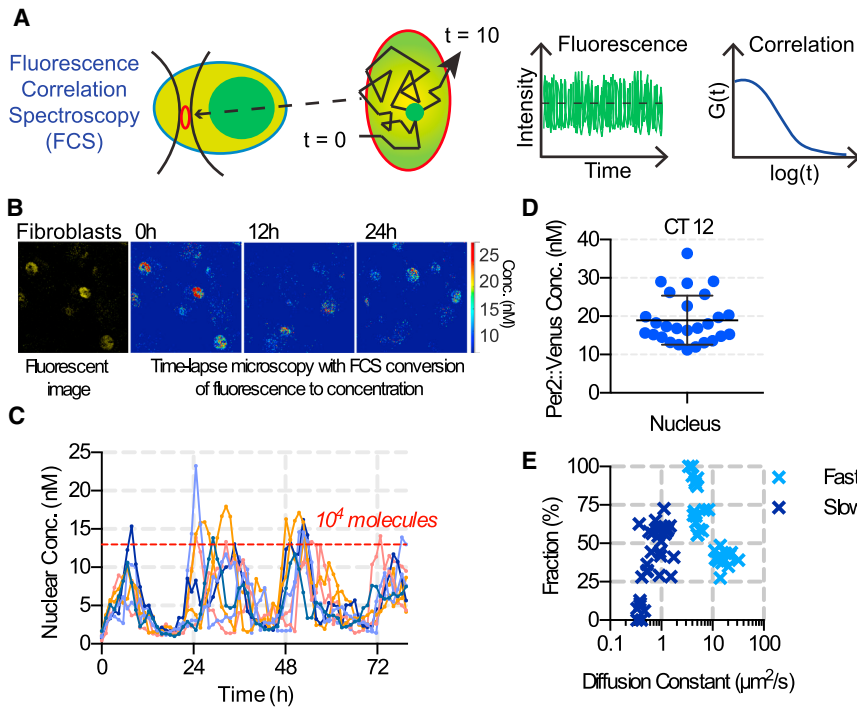 A
Fluorescence
Correlation
Spectroscopy
(FCS)
t = 0
t = 10
Fluorescence
Intensity
Time
Correlation
G(t)
log(t)
B
Fibroblasts
0h
12h
24h
25
20
15
10
Conc. (nM)
Fluorescent
image
Time-lapse microscopy with FCS conversion
of fluorescence to concentration
C
25
20
15
10
5
0
Nuclear Conc. (nM)
10⁴ molecules
0
24
48
72
Time (h)
D
CT 12
40
30
20
10
0
Per2::Venus Conc. (nM)
Nucleus
E
100
75
50
25
0
Fraction (%)
0.1
1
10
100
Diffusion Constant (µm²/s)
Fast
Slow